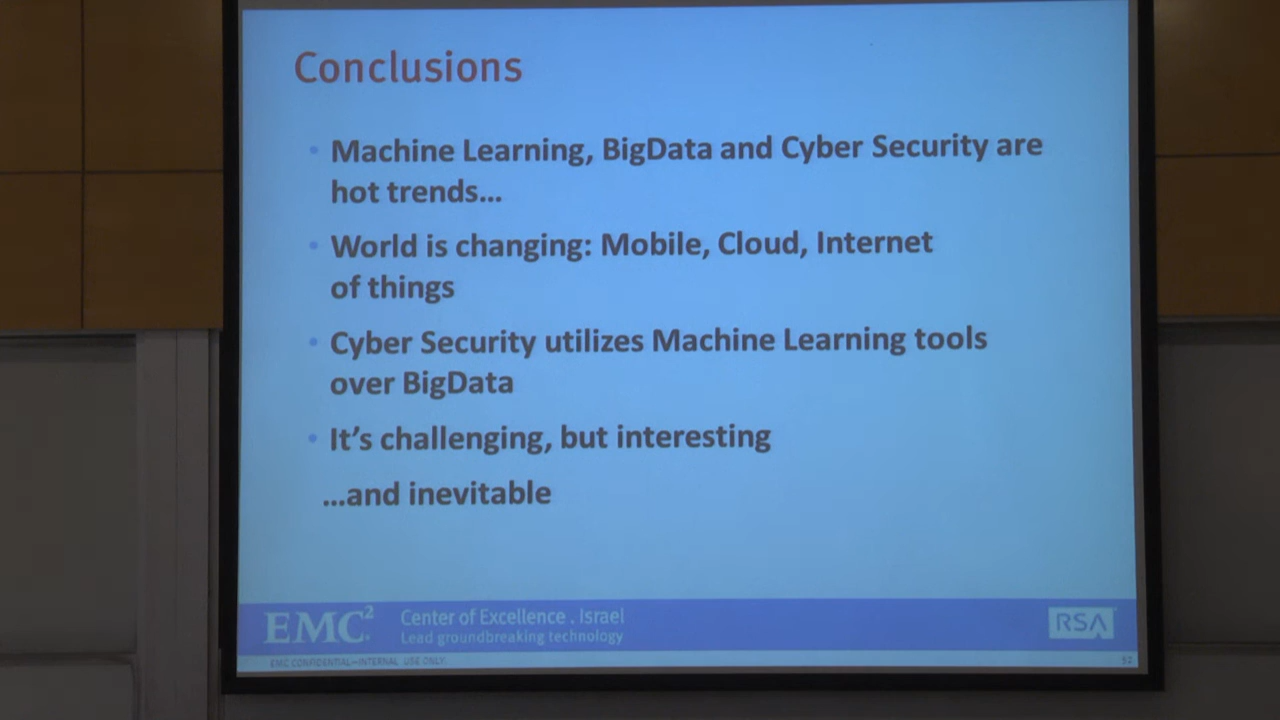 Conclusions
• Machine Learning, BigData and Cyber Security are
hot trends...
• World is changing: Mobile, Cloud, Internet
of things
• Cyber Security utilizes Machine Learning tools
over BigData
• It's challenging, but interesting
...and inevitable
EMC²
Center of Excellence . Israel
Lead groundbreaking technology
RSA
EMC CONFIDENTIAL—INTERNAL USE ONLY